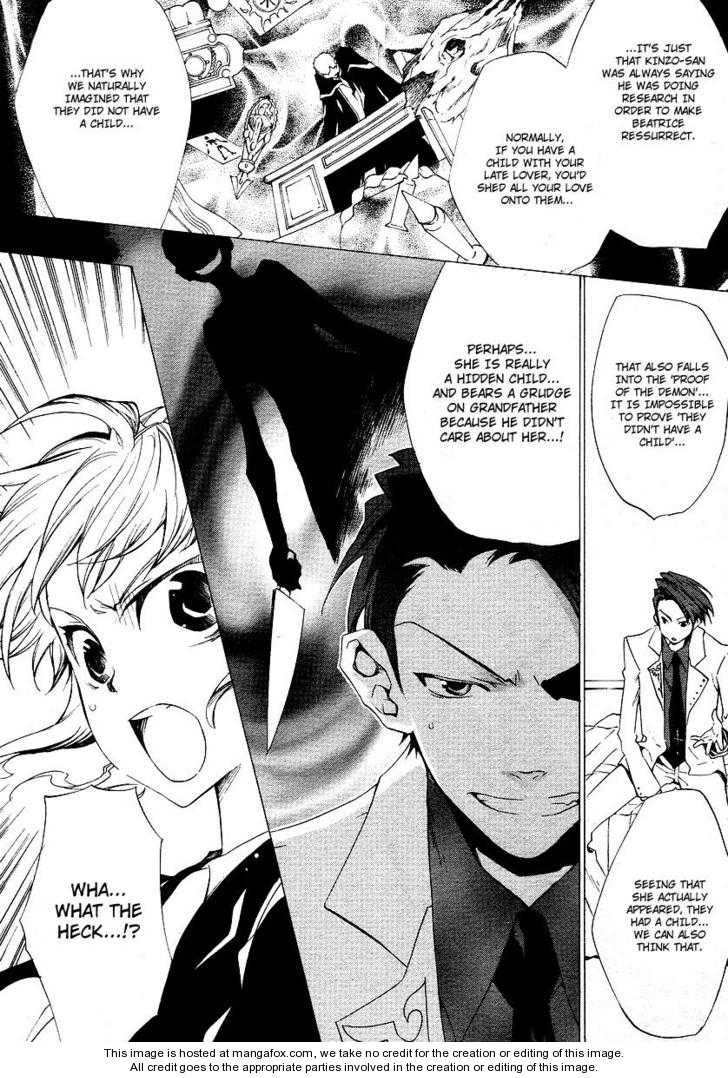 ...IT'S JUST
THAT KINZO-SAN
WAS ALWAYS SAYING
HE WAS DOING
RESEARCH IN
ORDER TO MAKE
BEATRICE
RESSURRECT.
NORMALLY,
IF YOU HAVE A
CHILD WITH YOUR
LATE LOVER, YOU'D
SHED ALL YOUR LOVE
ONTO THEM...
...THAT'S WHY
WE NATURALLY
IMAGINED THAT
THEY DID NOT HAVE
A CHILD...
THAT ALSO FALLS
INTO THE 'PROOF
OF THE DEMON'...
IT IS IMPOSSIBLE
TO PROVE 'THEY
DIDN'T HAVE A
CHILD'...
SEEING THAT
SHE ACTUALLY
APPEARED, THEY
HAD A CHILD...
WE CAN ALSO
THINK THAT.
PERHAPS...
SHE IS REALLY
A HIDDEN CHILD...
AND BEARS A GRUDGE
ON GRANDFATHER
BECAUSE HE DIDN'T
CARE ABOUT HER...!
WHA...
WHAT THE
HECK...!?
This image is hosted at mangafox.com, we take no credit for the creation or editing of this image.
All credit goes to the appropriate parties involved in the creation and editing of this image.